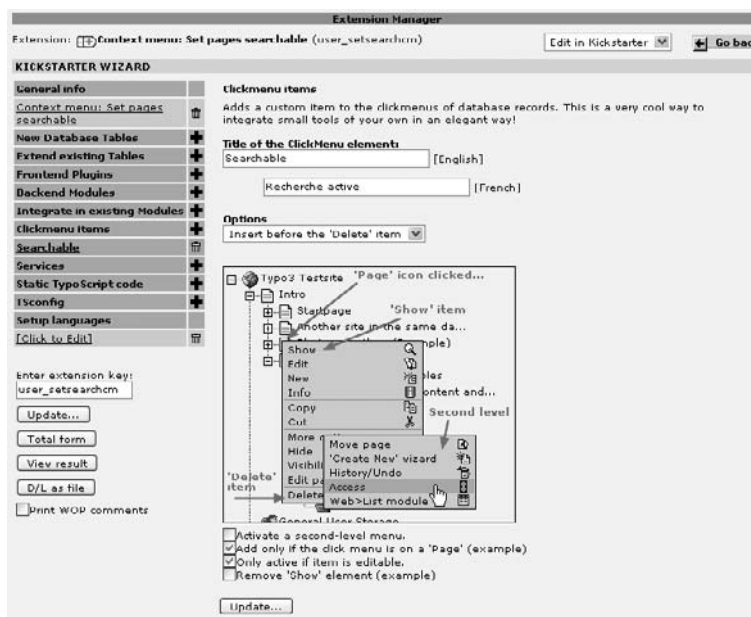 Extension Manager
Extension: Context menu: Set pages searchable (user_setsearchcm)
Edit in Kickstarter
Go bac
KICKSTARTER WIZARD
General info
Context menu: Set pages
searchable
New Database Tables
Extend existing Tables
Frontend Plugins
Backend Modules
Integrate in existing Modules
Clickmenu items
Searchable
Services
Static TypoScript code
TSconfig
Setup languages
[Click to Edit]
Enter extension key:
user_setsearchcm
Update...
Total form
View result
D/L as file
Print WOP comments
Clickmenu items
Adds a custom item to the clickmenus of database records. This is a very cool way to
integrate small tools of your own in an elegant way!
Title of the ClickMenu element:
Searchable [English]
Recherche active [French]
Options
Insert before the 'Delete' item
Typo3 Testsite
'Page' icon clicked...
Intro
'Show' item
Startpage
Another site in the same da...
Show
Edit
New
Info
ontent and...
Copy
Cut
Second level
More
Hide
Visibili
Edit pa
Delete
'Delete'
item
Move page
'Create New' wizard
History/Undo
Access
Web>List module
General User Storage
Activate a second-level menu.
Add only if the click menu is on a 'Page' (example)
Only active if item is editable.
Remove 'Show' element (example)
Update...